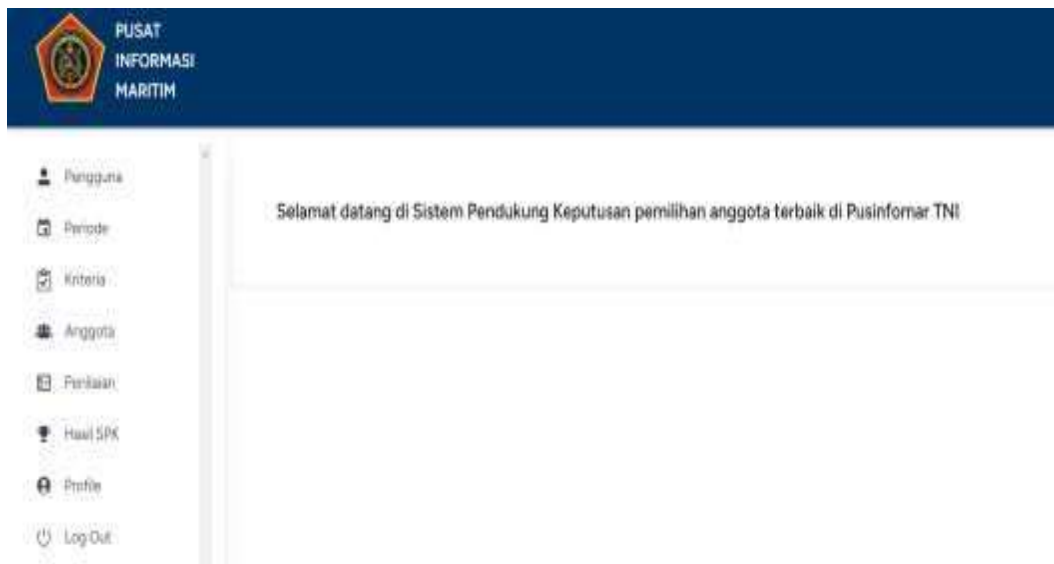 PUSAT
INFORMASI
MARITIM
Pengguna
Selamat datang di Sistem Pendukung Keputusan pemilihan anggota terbaik di Pusinfomar TNI
Periode
Kriteria
Anggota
Penilaian
Hasil SPK
Profile
Log Out